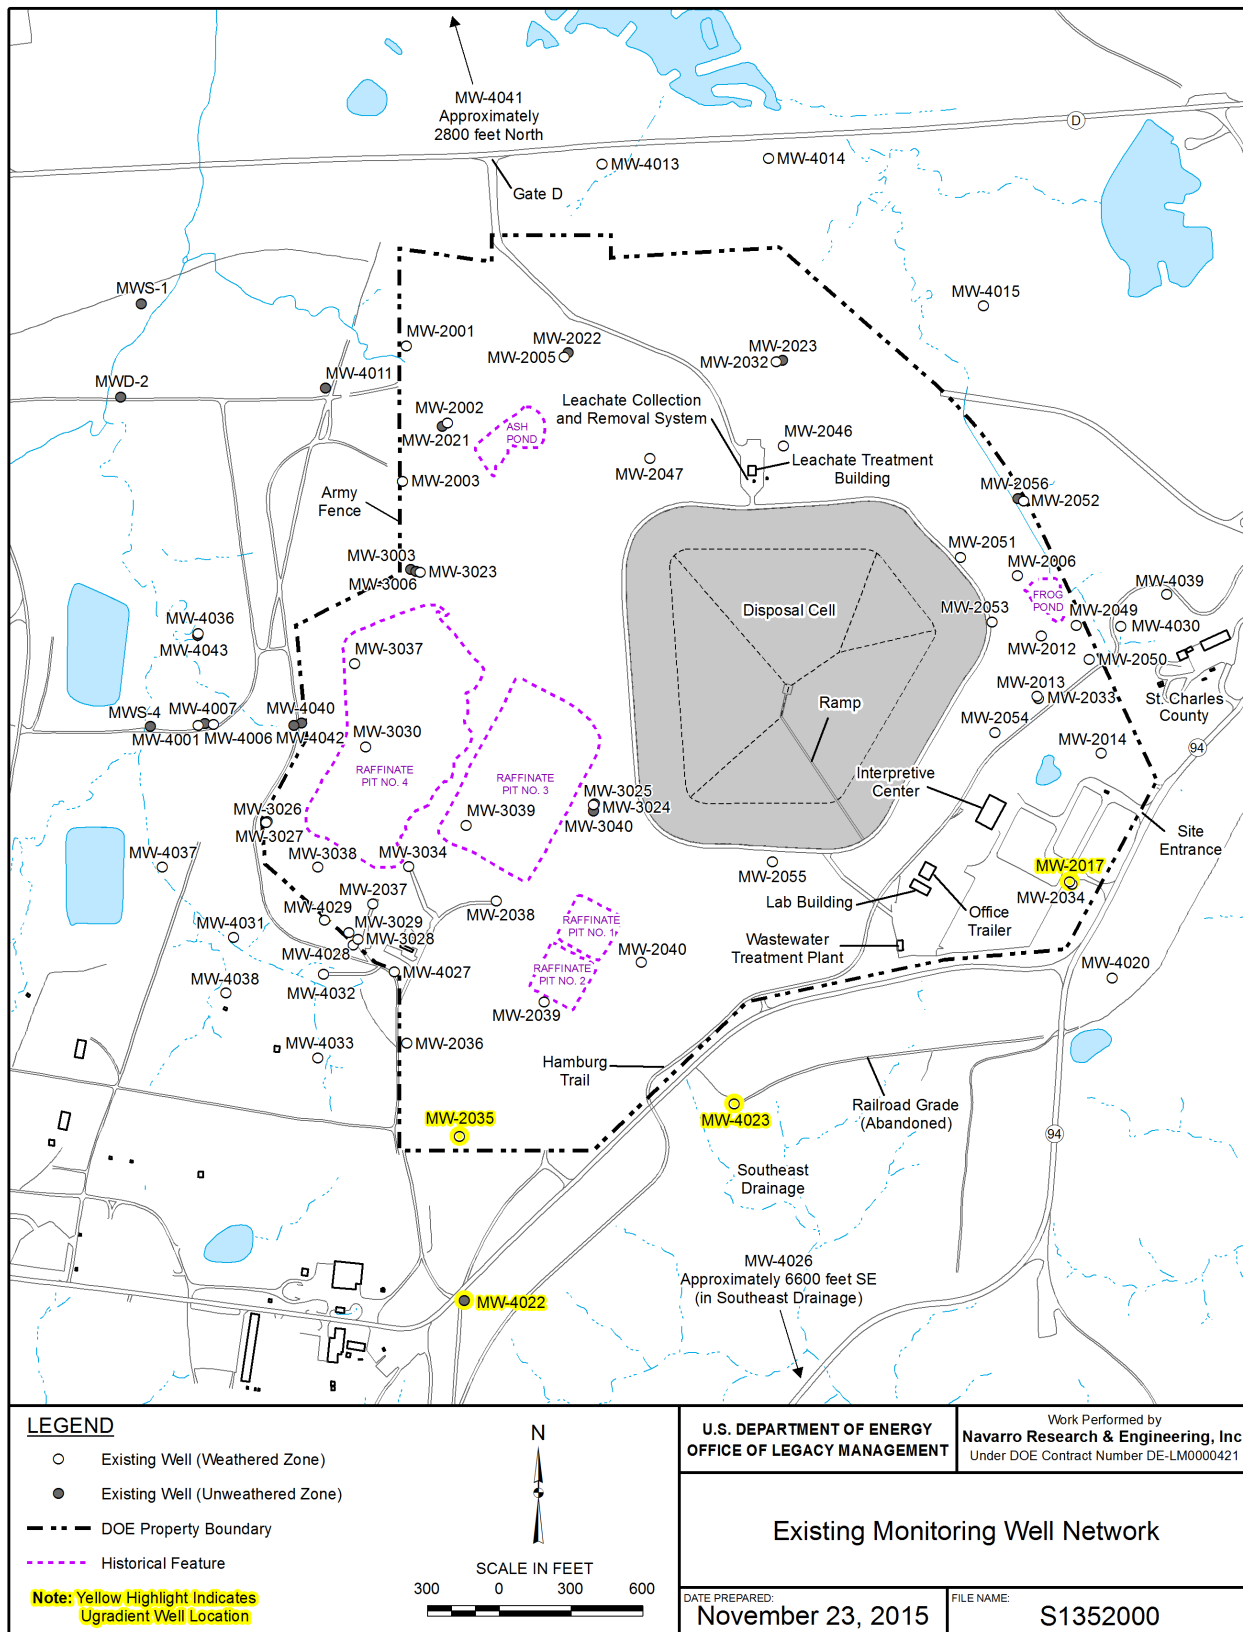 MW-4041
Approximately
2800 feet North
D
MW-4013
MW-4014
Gate D
MWS-1
MW-4015
MW-2001
MW-2022
MW-2005
MW-2023
MW-2032
MWD-2
MW-4011
Leachate Collection
and Removal System
MW-2002
MW-2021
ASH
POND
MW-2046
MW-2047
Leachate Treatment
Building
MW-2003
MW-2056
MW-2052
Army
Fence
MW-3003
MW-3006
MW-3023
MW-2051
MW-2006
MW-4039
FROG
POND
MW-2053
MW-2049
MW-4030
Disposal Cell
MW-4036
MW-4043
MW-2012
MW-2050
MW-3037
MW-2013
MW-2033
St. Charles
County
Ramp
MWS-4
MW-4007
MW-4001
MW-4006
MW-4040
MW-4042
MW-3030
MW-2054
MW-2014
94
RAFFINATE
PIT NO. 4
RAFFINATE
PIT NO. 3
Interpretive
Center
MW-3025
MW-3024
MW-3040
MW-3026
MW-3027
MW-3039
Site
Entrance
MW-4037
MW-3038
MW-3034
MW-2055
MW-2017
MW-2034
MW-2037
MW-2038
Lab Building
Office
Trailer
MW-4029
MW-3029
MW-3028
MW-4028
RAFFINATE
PIT NO. 1
MW-4031
MW-2040
Wastewater
Treatment Plant
MW-4027
RAFFINATE
PIT NO. 2
MW-4020
MW-4038
MW-4032
MW-2039
MW-4033
MW-2036
Hamburg
Trail
MW-2035
MW-4023
Railroad Grade
(Abandoned)
94
Southeast
Drainage
MW-4026
Approximately 6600 feet SE
(in Southeast Drainage)
MW-4022
LEGEND
Existing Well (Weathered Zone)
Existing Well (Unweathered Zone)
DOE Property Boundary
Historical Feature
Note: Yellow Highlight Indicates
Ugradient Well Location
N
SCALE IN FEET
300 0 300 600
U.S. DEPARTMENT OF ENERGY
OFFICE OF LEGACY MANAGEMENT
Work Performed by
Navarro Research & Engineering, Inc
Under DOE Contract Number DE-LM0000421
Existing Monitoring Well Network
DATE PREPARED:
November 23, 2015
FILE NAME:
S1352000